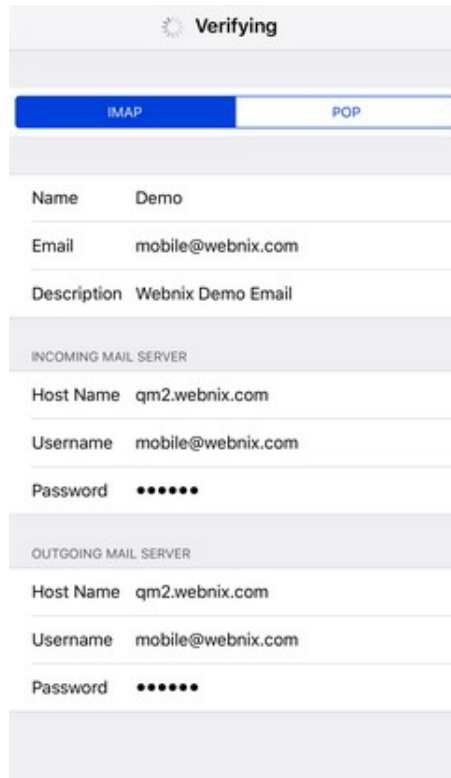 Verifying
IMAP POP
Name Demo
Email mobile@webnix.com
Description Webnix Demo Email
INCOMING MAIL SERVER
Host Name qm2.webnix.com
Username mobile@webnix.com
Password ●●●●●●
OUTGOING MAIL SERVER
Host Name qm2.webnix.com
Username mobile@webnix.com
Password ●●●●●●